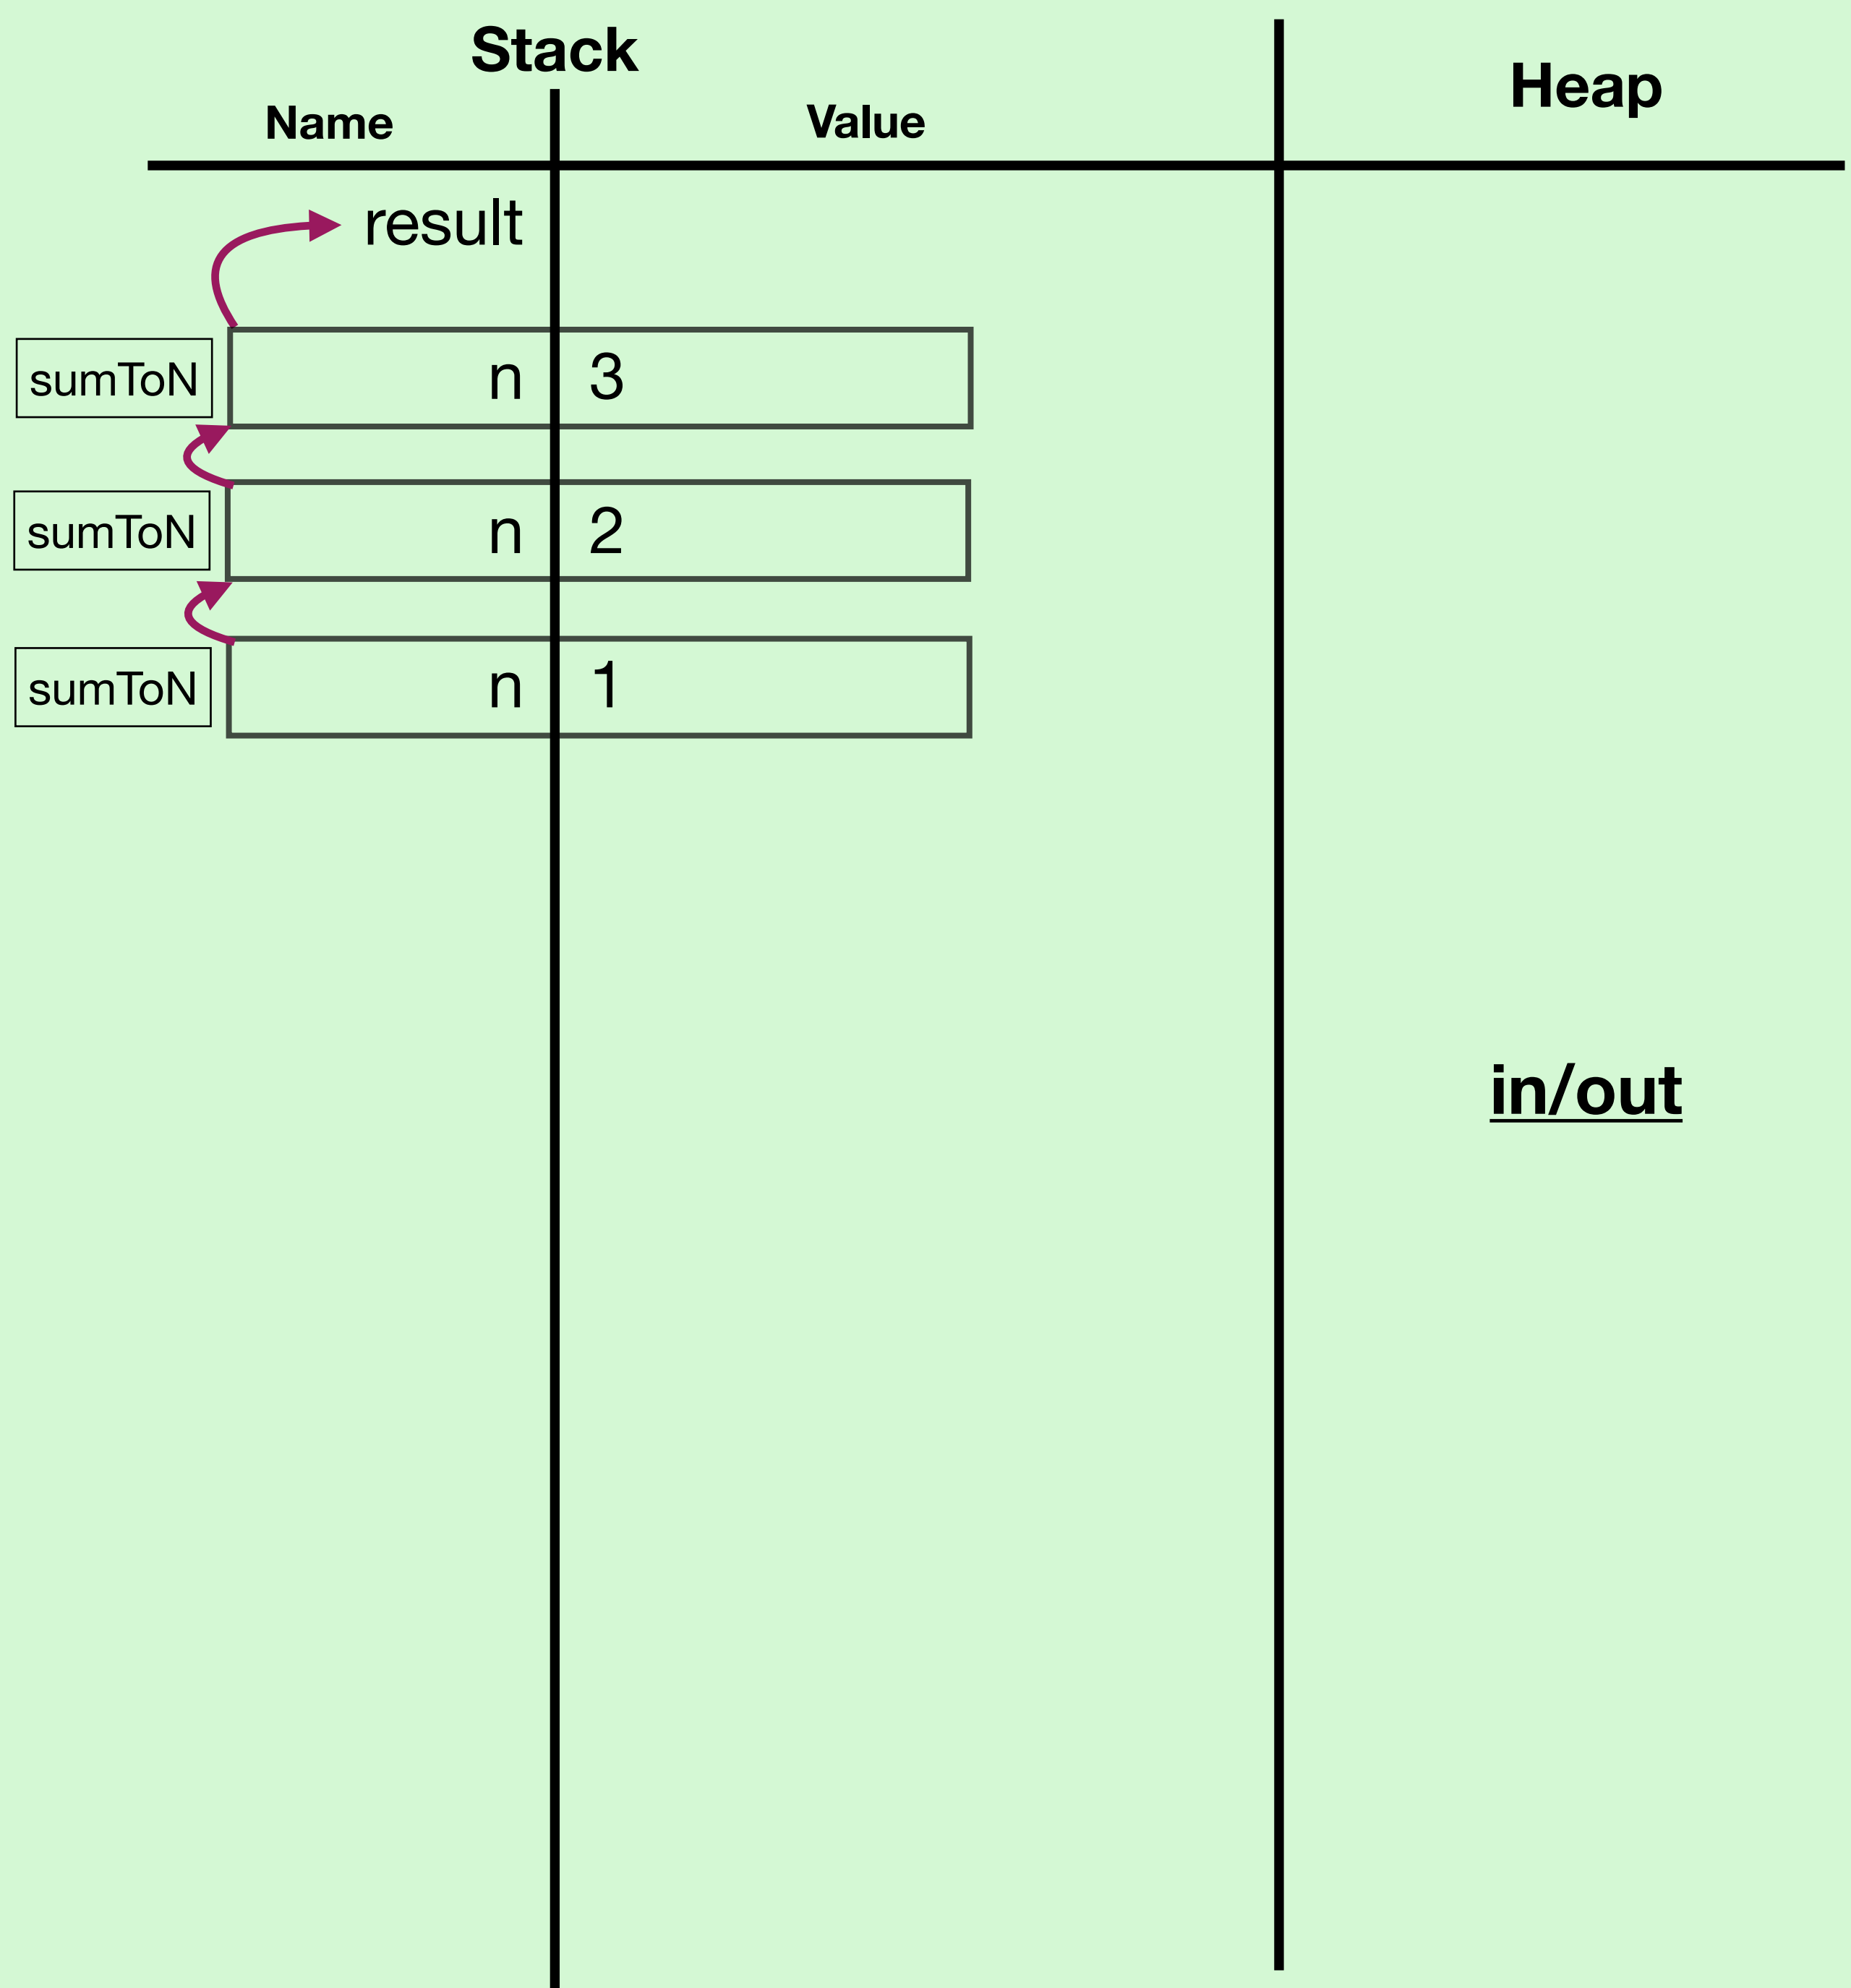 Stack
Heap
Name Value
result
sumToN n 3
sumToN n 2
sumToN n 1
in/out